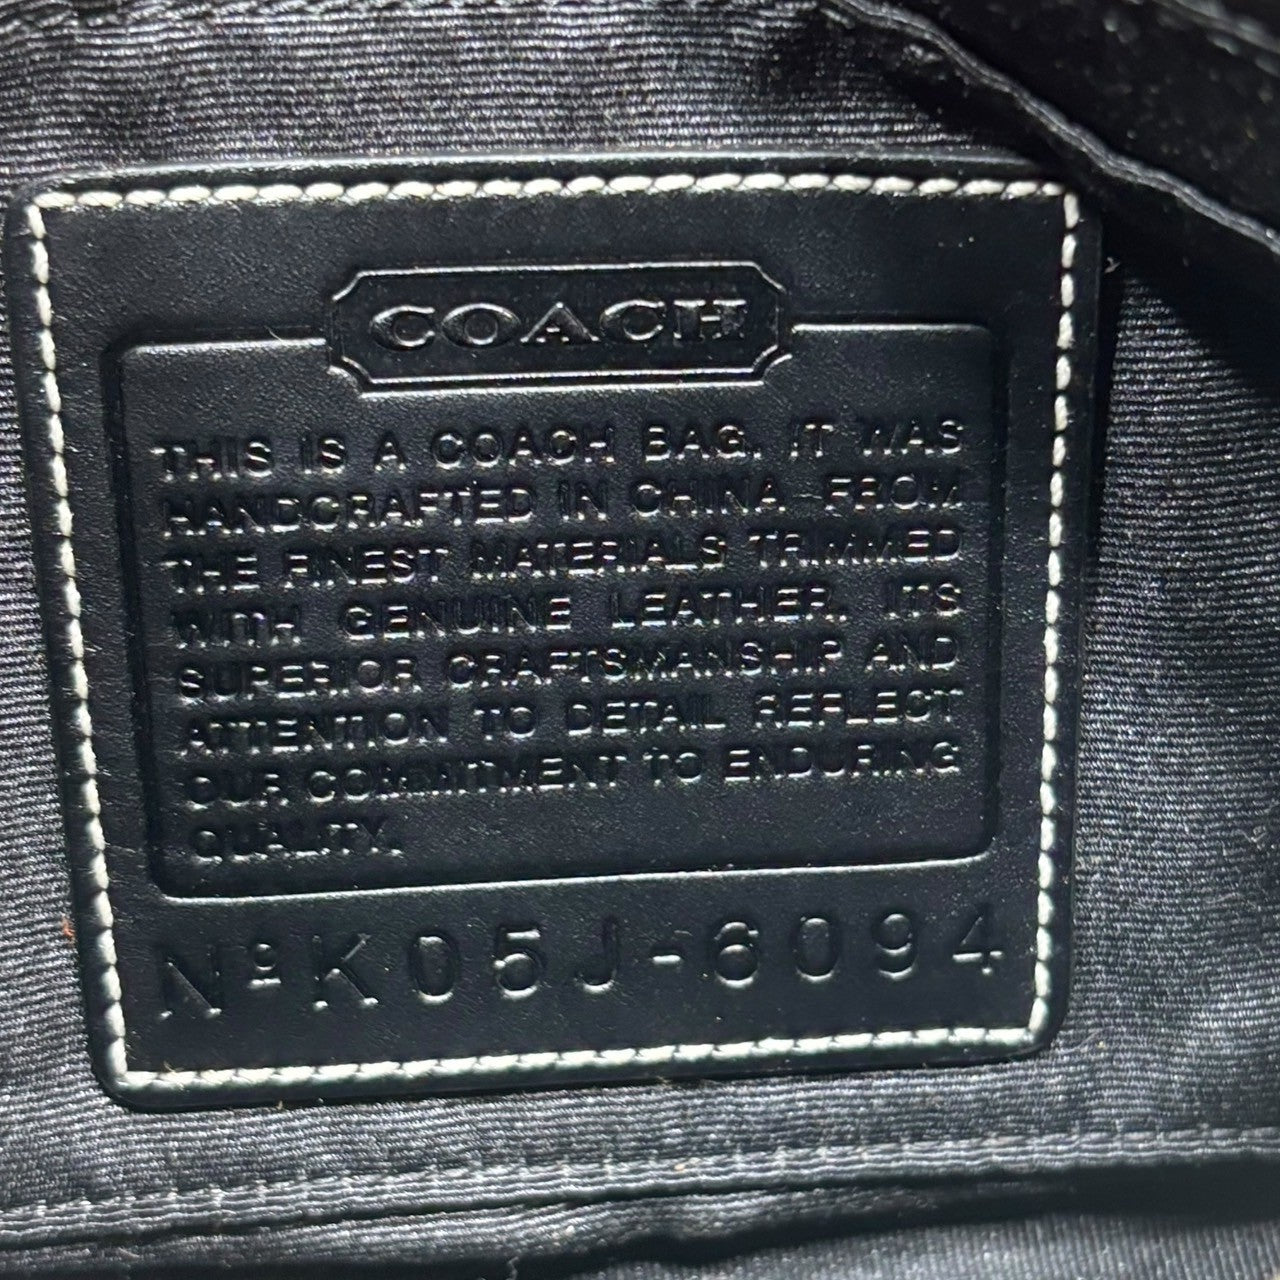 COACH
THIS IS A COACH BAG. IT WAS
HANDCRAFTED IN CHINA FROM
THE FINEST MATERIALS TRIMMED
WITH GENUINE LEATHER. ITS
SUPERIOR CRAFTSMANSHIP AND
ATTENTION TO DETAIL REFLECT
OUR COMMITMENT TO ENDURING
QUALITY.
Nº K05J-6094